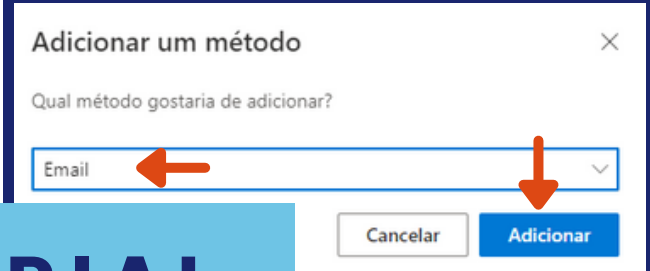 Adicionar um método
Qual método gostaria de adicionar?
Email
Cancelar
Adicionar